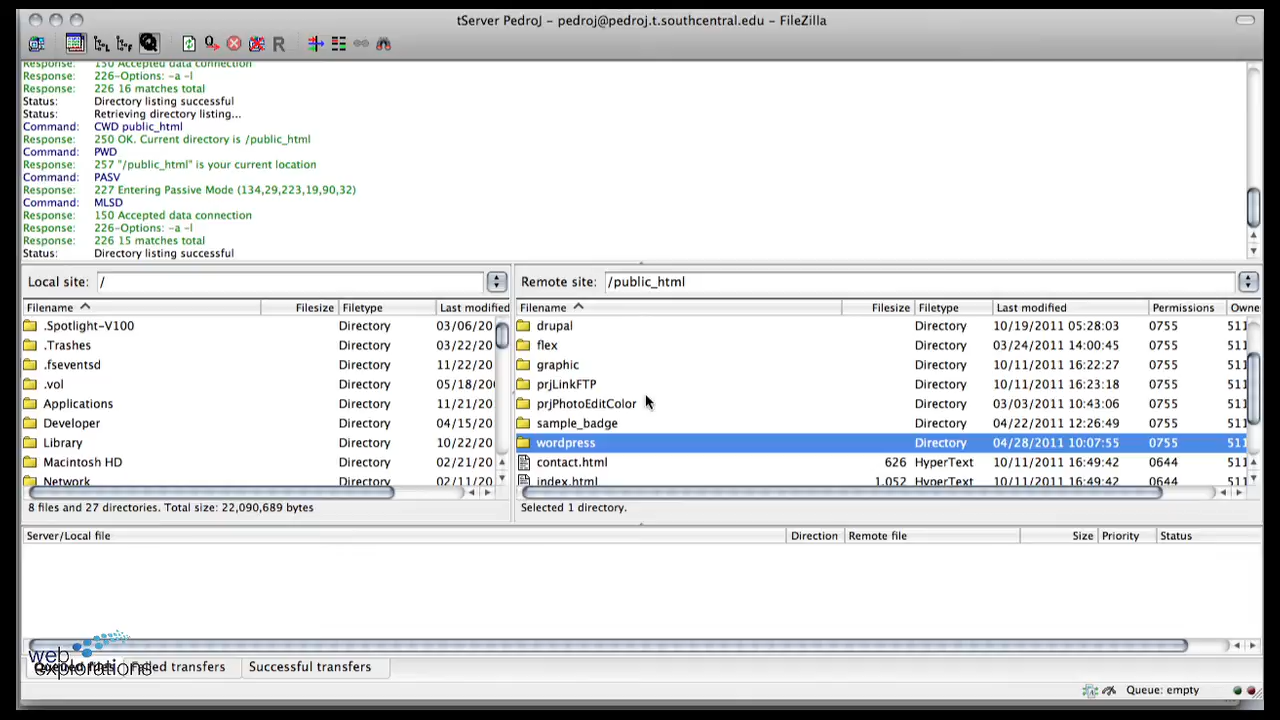 tServer PedroJ - pedroj@pedroj.t.southcentral.edu - FileZilla
Response: 150 Accepted data connection
Response: 226-Options: -a -l
Response: 226 16 matches total
Status: Directory listing successful
Status: Retrieving directory listing...
Command: CWD public_html
Response: 250 OK. Current directory is /public_html
Command: PWD
Response: 257 "/public_html" is your current location
Command: PASV
Response: 227 Entering Passive Mode (134,29,223,19,90,32)
Command: MLSD
Response: 150 Accepted data connection
Response: 226-Options: -a -l
Response: 226 15 matches total
Status: Directory listing successful
Local site: /
Remote site: /public_html
Filename Filesize Filetype Last modified
.Spotlight-V100 Directory 03/06/20
.Trashes Directory 03/22/20
.fseventsd Directory 11/22/20
.vol Directory 05/18/20
Applications Directory 11/21/20
Developer Directory 04/15/20
Library Directory 10/22/20
Macintosh HD Directory 02/21/20
Network Directory 02/11/20
8 files and 27 directories. Total size: 22,090,689 bytes
Filename Filesize Filetype Last modified Permissions Owne
drupal Directory 10/19/2011 05:28:03 0755 511
flex Directory 03/24/2011 14:00:45 0755 511
graphic Directory 10/11/2011 16:22:27 0755 511
prjLinkFTP Directory 10/11/2011 16:23:18 0755 511
prjPhotoEditColor Directory 03/03/2011 10:43:06 0755 511
sample_badge Directory 04/22/2011 12:26:49 0755 511
wordpress Directory 04/28/2011 10:07:55 0755 511
contact.html 626 HyperText 10/11/2011 16:49:42 0644 511
index.html 1,052 HyperText 10/11/2011 16:49:42 0644 511
Selected 1 directory.
Server/Local file Direction Remote file Size Priority Status
web explorations
Queued files Failed transfers Successful transfers
Queue: empty